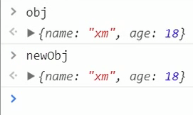 obj
{name: "xm", age: 18}
newObj
{name: "xm", age: 18}